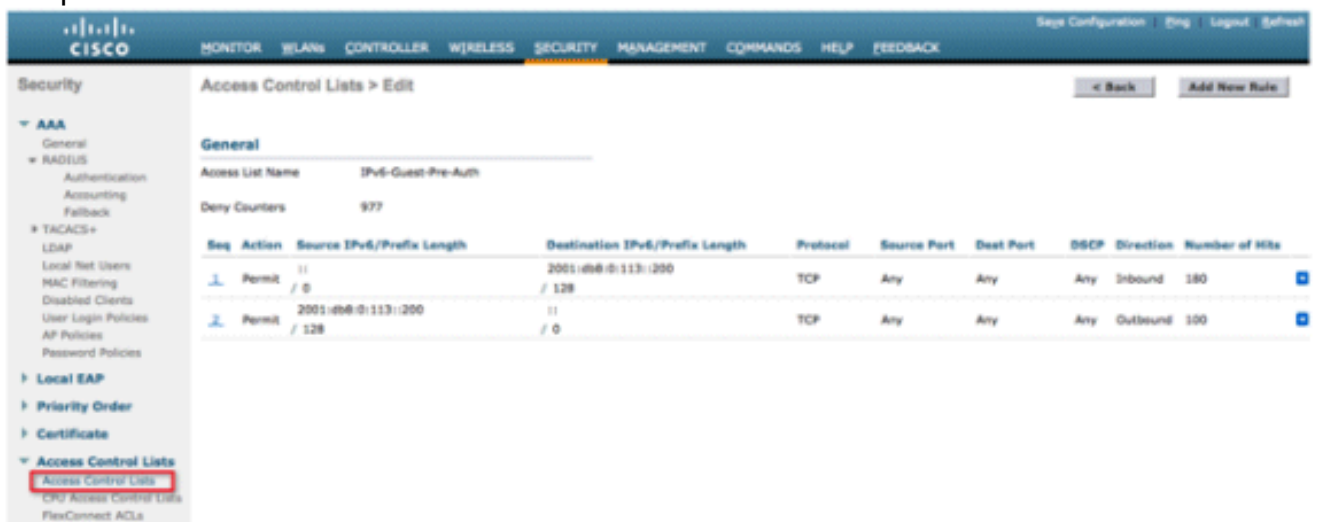 Save Configuration | Ping | Logout | Refresh
CISCO
MONITOR WLANs CONTROLLER WIRELESS SECURITY MANAGEMENT COMMANDS HELP FEEDBACK
Security
Access Control Lists > Edit
< Back
Add New Rule
AAA
General
RADIUS
Authentication
Accounting
Fallback
TACACS+
LDAP
Local Net Users
MAC Filtering
Disabled Clients
User Login Policies
AP Policies
Password Policies
Local EAP
Priority Order
Certificate
Access Control Lists
Access Control Lists
CPU Access Control Lists
FlexConnect ACLs
General
Access List Name IPv6-Guest-Pre-Auth
Deny Counters 977
Seq Action Source IPv6/Prefix Length Destination IPv6/Prefix Length Protocol Source Port Dest Port DSCP Direction Number of Hits
1 Permit :: / 0 2001:db8:0:113::200 / 128 TCP Any Any Any Inbound 180
2 Permit 2001:db8:0:113::200 / 128 :: / 0 TCP Any Any Any Outbound 100